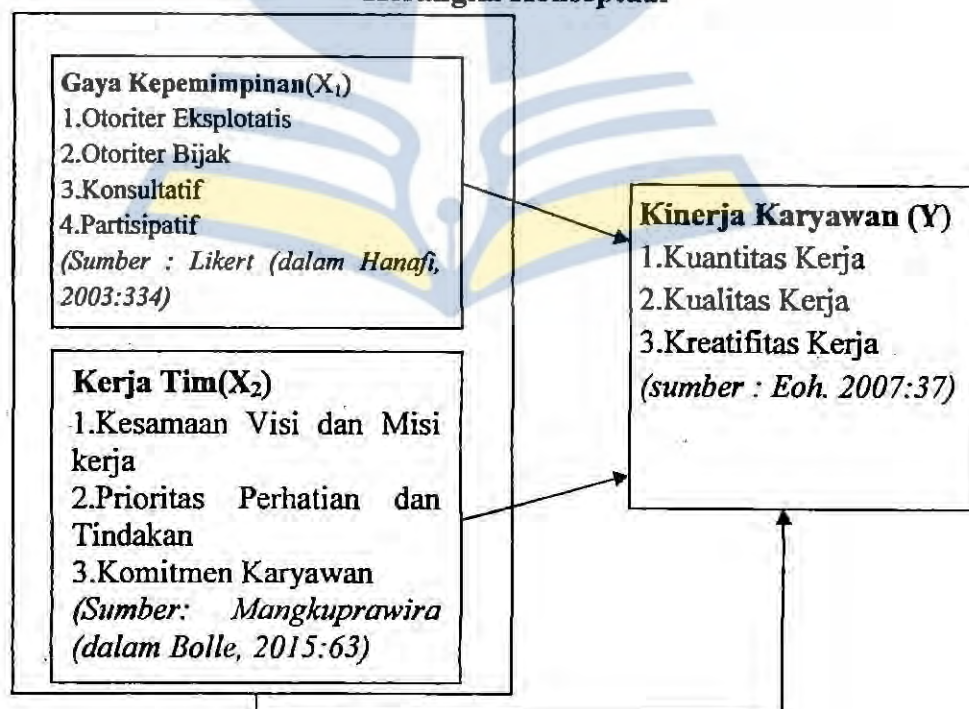 Gaya Kepemimpinan(X₁)
1.Otoriter Eksplotatis
2.Otoriter Bijak
3.Konsultatif
4.Partisipatif
(Sumber : Likert (dalam Hanafi,
2003:334)
Kerja Tim(X₂)
1.Kesamaan Visi dan Misi
kerja
2.Prioritas Perhatian dan
Tindakan
3.Komitmen Karyawan
(Sumber: Mangkuprawira
(dalam Bolle, 2015:63)
Kinerja Karyawan (Y)
1.Kuantitas Kerja
2.Kualitas Kerja
3.Kreatifitas Kerja
(sumber : Eoh. 2007:37)